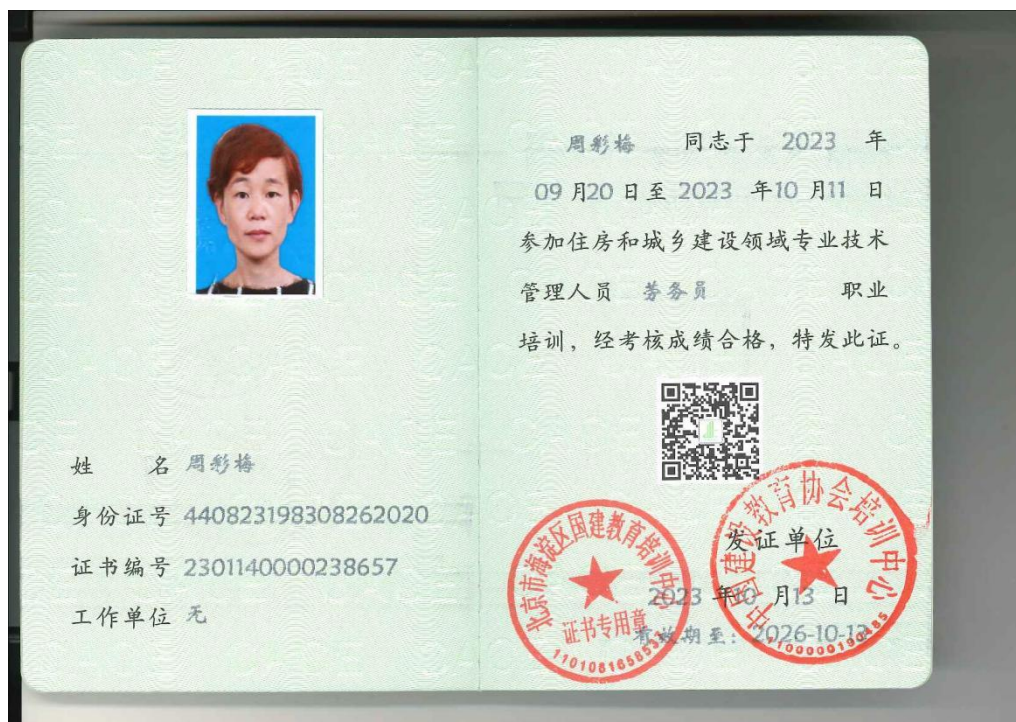 姓 名 周彩梅
身份证号 440823198308262020
证书编号 2301140000238657
工作单位 无
周彩梅 同志于 2023 年
09 月20 日至 2023 年10 月11 日
参加住房和城乡建设领域专业技术
管理人员 劳务员 职业
培训，经考核成绩合格，特发此证。
发证单位
2023 年10 月13 日
有效期至：2026-10-12
北京市海淀区国建教育培训中心
证书专用章
中国建设教育协会培训中心